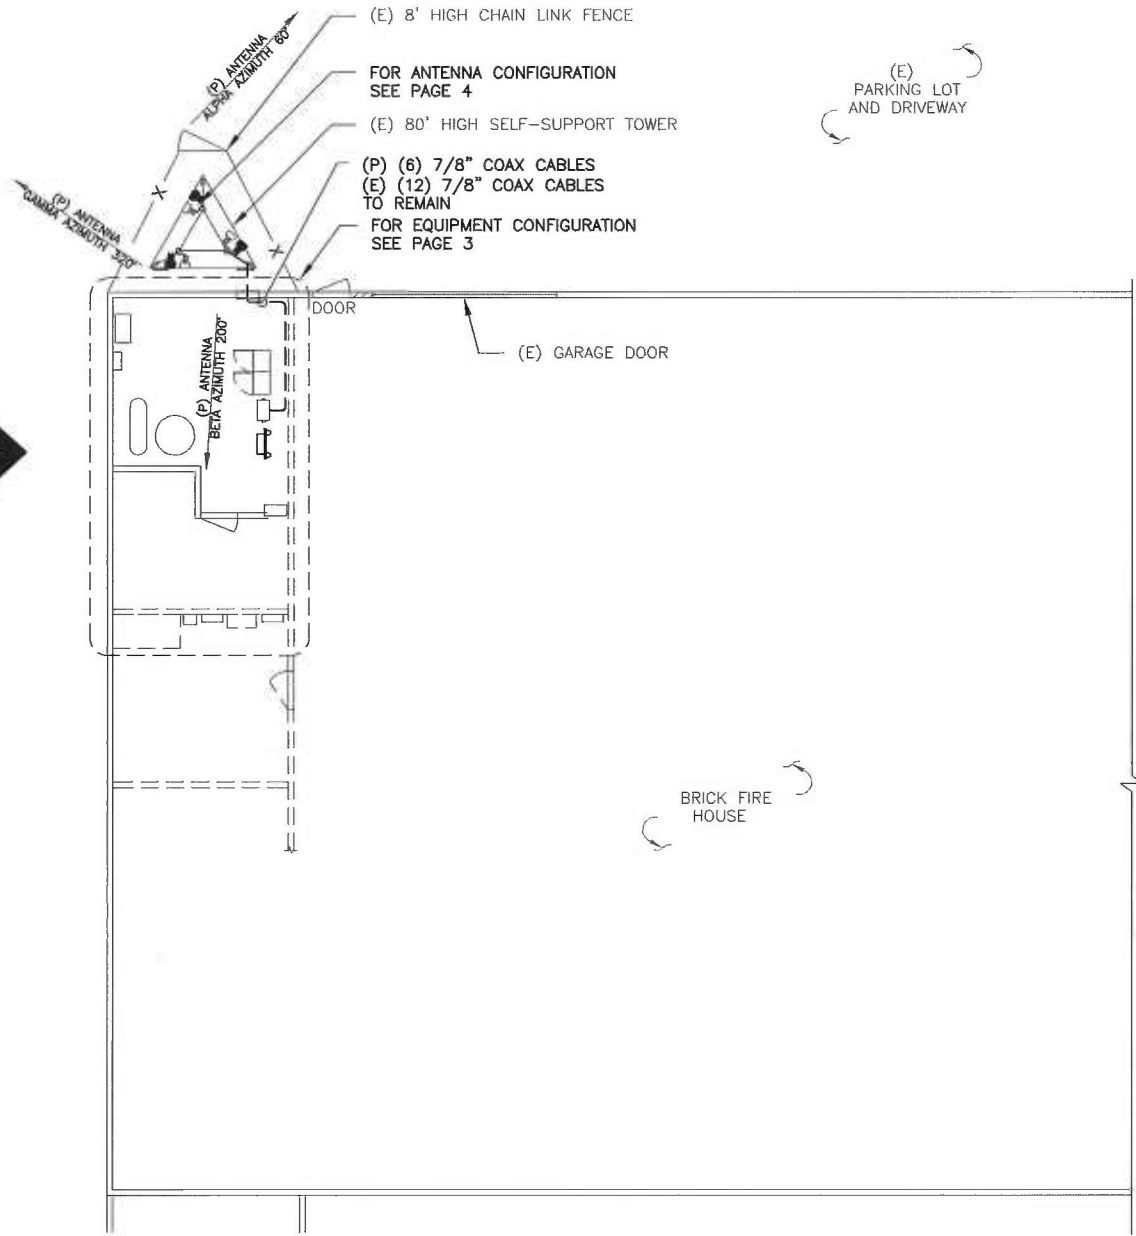 (E) 8' HIGH CHAIN LINK FENCE
(P) ANTENNA
ALPHA AZIMUTH 60°
FOR ANTENNA CONFIGURATION
SEE PAGE 4
(E)
PARKING LOT
AND DRIVEWAY
(E) 80' HIGH SELF-SUPPORT TOWER
(P) (6) 7/8" COAX CABLES
(E) (12) 7/8" COAX CABLES
TO REMAIN
X
(P) ANTENNA
GAMMA AZIMUTH 320°
FOR EQUIPMENT CONFIGURATION
SEE PAGE 3
X
DOOR
(E) GARAGE DOOR
(P) ANTENNA
BETA AZIMUTH 200°
BRICK FIRE
HOUSE